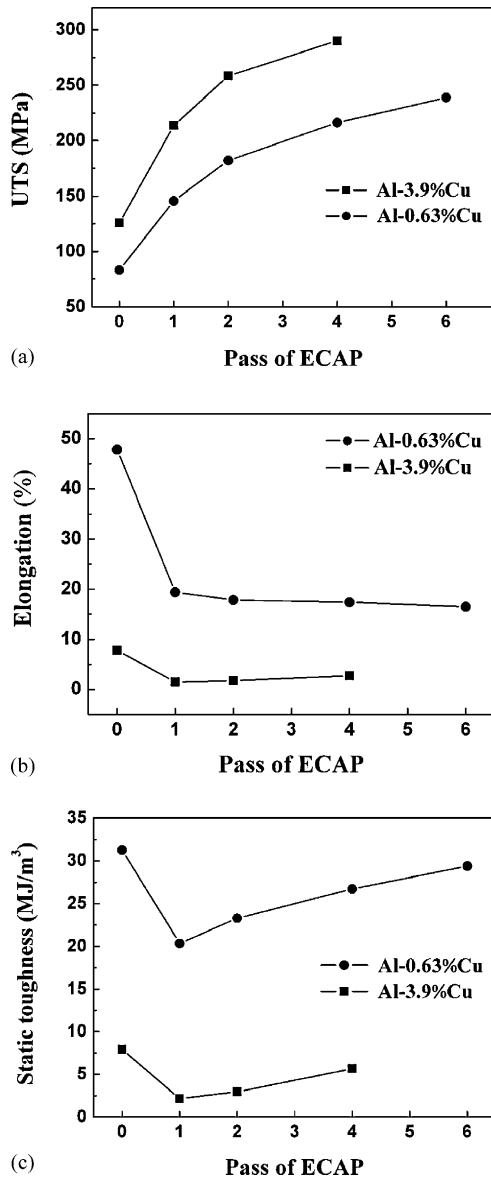 300
250
200
150
100
50
UTS (MPa)
Al-3.9%Cu
Al-0.63%Cu
0 1 2 3 4 5 6
Pass of ECAP
(a)
50
40
30
20
10
0
Elongation (%)
Al-0.63%Cu
Al-3.9%Cu
0 1 2 3 4 5 6
Pass of ECAP
(b)
35
30
25
20
15
10
5
0
Static toughness (MJ/m³)
Al-0.63%Cu
Al-3.9%Cu
0 1 2 3 4 5 6
Pass of ECAP
(c)